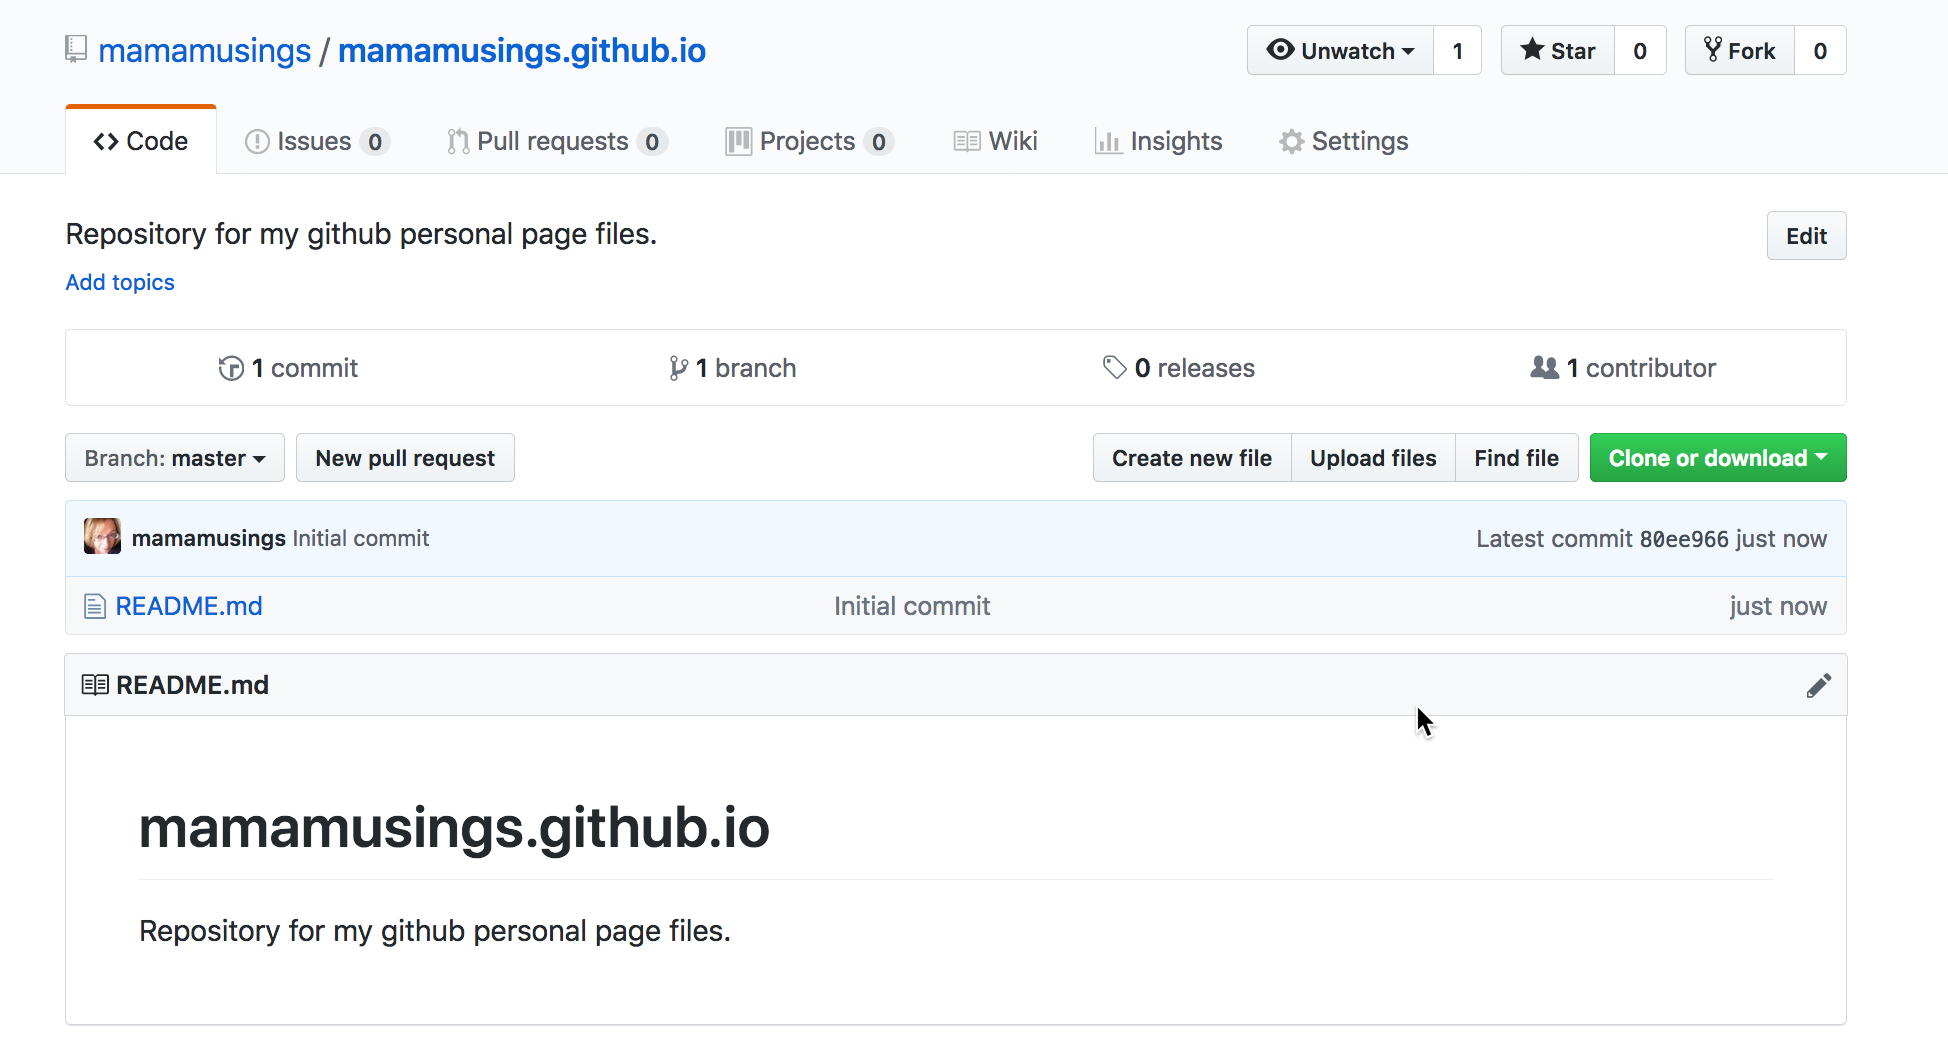 mamamusings / mamamusings.github.io
Unwatch 1
Star 0
Fork 0
Code
Issues 0
Pull requests 0
Projects 0
Wiki
Insights
Settings
Repository for my github personal page files.
Edit
Add topics
1 commit
1 branch
0 releases
1 contributor
Branch: master
New pull request
Create new file
Upload files
Find file
Clone or download
mamamusings Initial commit
Latest commit 80ee966 just now
README.md
Initial commit
just now
README.md
mamamusings.github.io
Repository for my github personal page files.